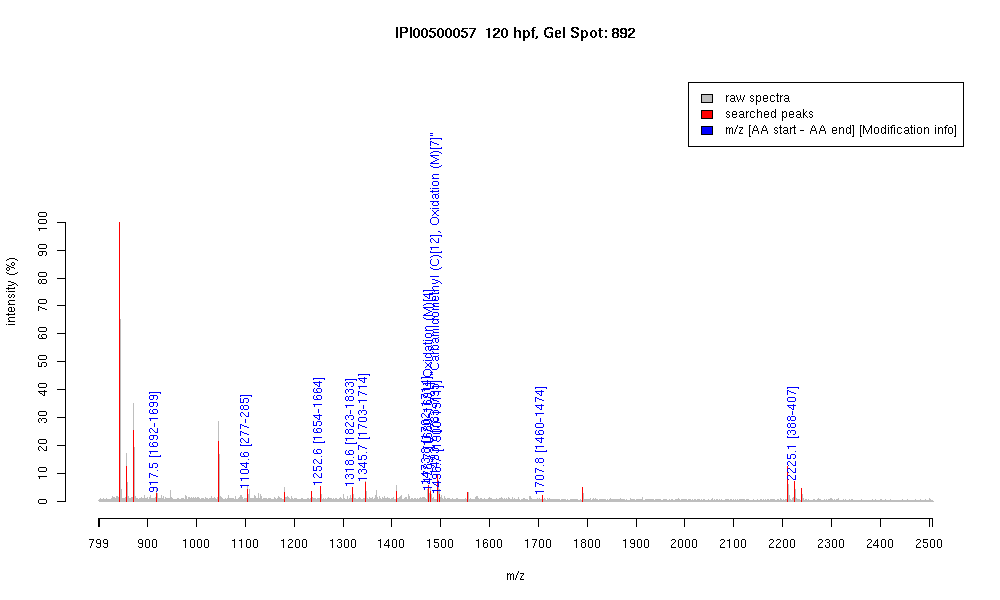 IPI00500057 120 hpf, Gel Spot: 892
raw spectra
searched peaks
m/z [AA start - AA end] [Modification info]
intensity (%)
100
90
80
70
60
50
40
30
20
10
0
917.5 [1692-1699]
1104.6 [277-285]
1252.6 [1654-1664]
1318.6 [1823-1833]
1345.7 [1703-1714]
Oxidation (M)[4]
Carbamidomethyl (C)[12], Oxidation (M)[7]"
1707.8 [1460-1474]
2225.1 [388-407]
799 900 1000 1100 1200 1300 1400 1500 1600 1700 1800 1900 2000 2100 2200 2300 2400 2500
m/z